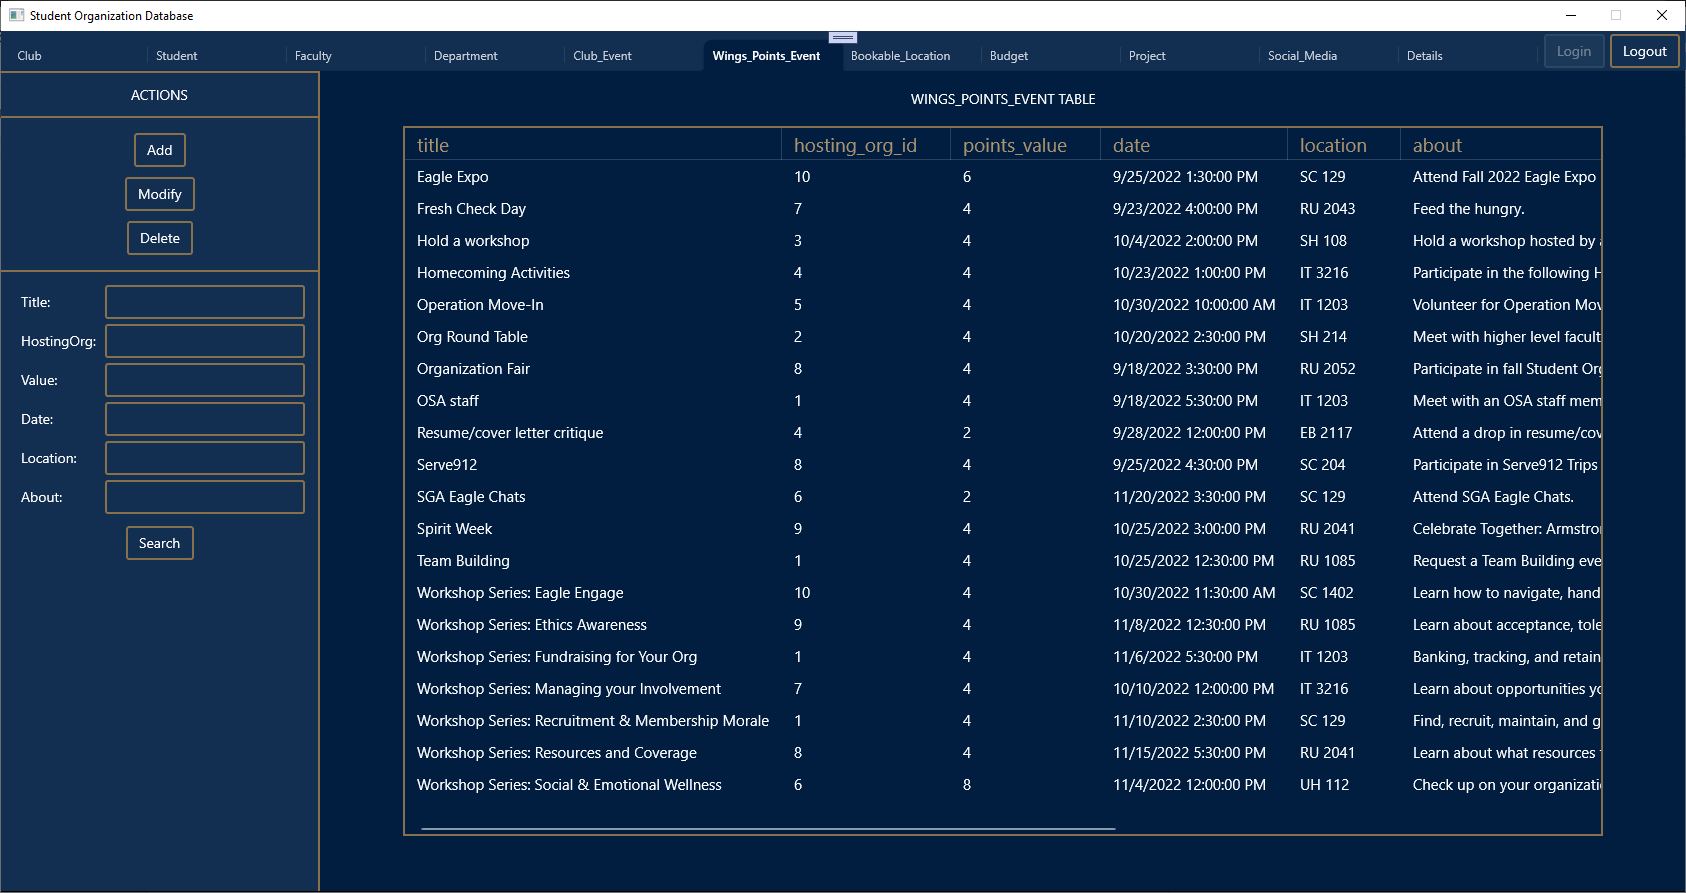 Student Organization Database
Club Student Faculty Department Club_Event Wings_Points_Event Bookable_Location Budget Project Social_Media Details Login Logout
ACTIONS
Add
Modify
Delete
Title:
HostingOrg:
Value:
Date:
Location:
About:
Search
WINGS_POINTS_EVENT TABLE
title hosting_org_id points_value date location about
Eagle Expo 10 6 9/25/2022 1:30:00 PM SC 129 Attend Fall 2022 Eagle Expo
Fresh Check Day 7 4 9/23/2022 4:00:00 PM RU 2043 Feed the hungry.
Hold a workshop 3 4 10/4/2022 2:00:00 PM SH 108 Hold a workshop hosted by
Homecoming Activities 4 4 10/23/2022 1:00:00 PM IT 3216 Participate in the following
Operation Move-In 5 4 10/30/2022 10:00:00 AM IT 1203 Volunteer for Operation Mov
Org Round Table 2 4 10/20/2022 2:30:00 PM SH 214 Meet with higher level facult
Organization Fair 8 4 9/18/2022 3:30:00 PM RU 2052 Participate in fall Student Org
OSA staff 1 4 9/18/2022 5:30:00 PM IT 1203 Meet with an OSA staff mem
Resume/cover letter critique 4 2 9/28/2022 12:00:00 PM EB 2117 Attend a drop in resume/cov
Serve912 8 4 9/25/2022 4:30:00 PM SC 204 Participate in Serve912 Trips
SGA Eagle Chats 6 2 11/20/2022 3:30:00 PM SC 129 Attend SGA Eagle Chats.
Spirit Week 9 4 10/25/2022 3:00:00 PM RU 2041 Celebrate Together: Armstro
Team Building 1 4 10/25/2022 12:30:00 PM RU 1085 Request a Team Building eve
Workshop Series: Eagle Engage 10 4 10/30/2022 11:30:00 AM SC 1402 Learn how to navigate, hand
Workshop Series: Ethics Awareness 9 4 11/8/2022 12:30:00 PM RU 1085 Learn about acceptance, tole
Workshop Series: Fundraising for Your Org 1 4 11/6/2022 5:30:00 PM IT 1203 Banking, tracking, and retain
Workshop Series: Managing your Involvement 7 4 10/10/2022 12:00:00 PM IT 3216 Learn about opportunities yo
Workshop Series: Recruitment & Membership Morale 1 4 11/10/2022 2:30:00 PM SC 129 Find, recruit, maintain, and g
Workshop Series: Resources and Coverage 8 4 11/15/2022 5:30:00 PM RU 2041 Learn about what resources
Workshop Series: Social & Emotional Wellness 6 8 11/4/2022 12:00:00 PM UH 112 Check up on your organizati